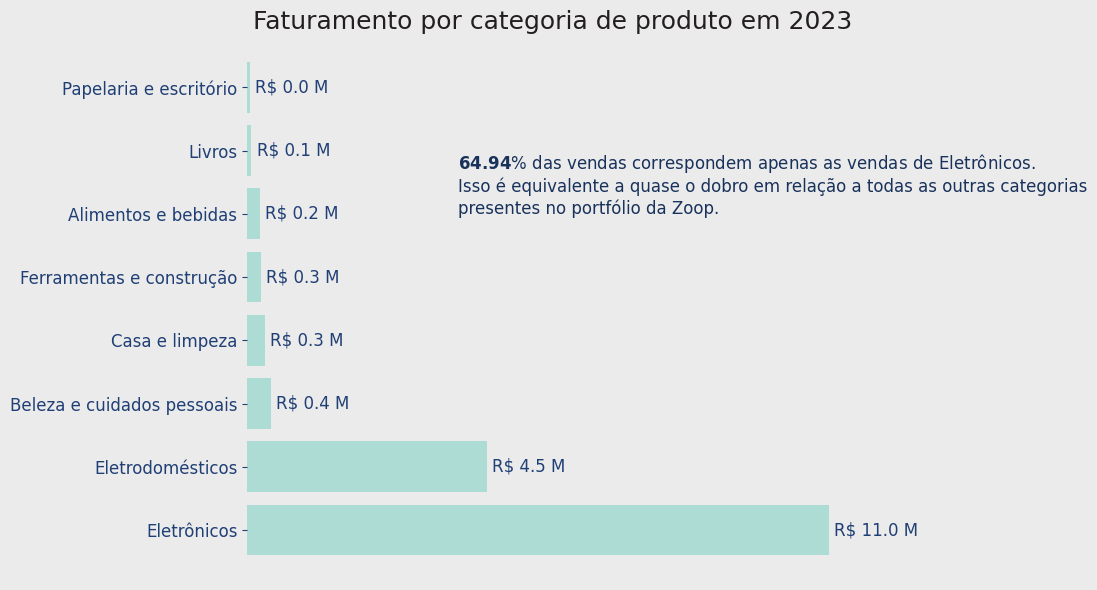 Faturamento por categoria de produto em 2023
Papelaria e escritório R$ 0.0 M
Livros R$ 0.1 M
64.94% das vendas correspondem apenas as vendas de Eletrônicos.
Isso é equivalente a quase o dobro em relação a todas as outras categorias
presentes no portfólio da Zoop.
Alimentos e bebidas R$ 0.2 M
Ferramentas e construção R$ 0.3 M
Casa e limpeza R$ 0.3 M
Beleza e cuidados pessoais R$ 0.4 M
Eletrodomésticos R$ 4.5 M
Eletrônicos R$ 11.0 M